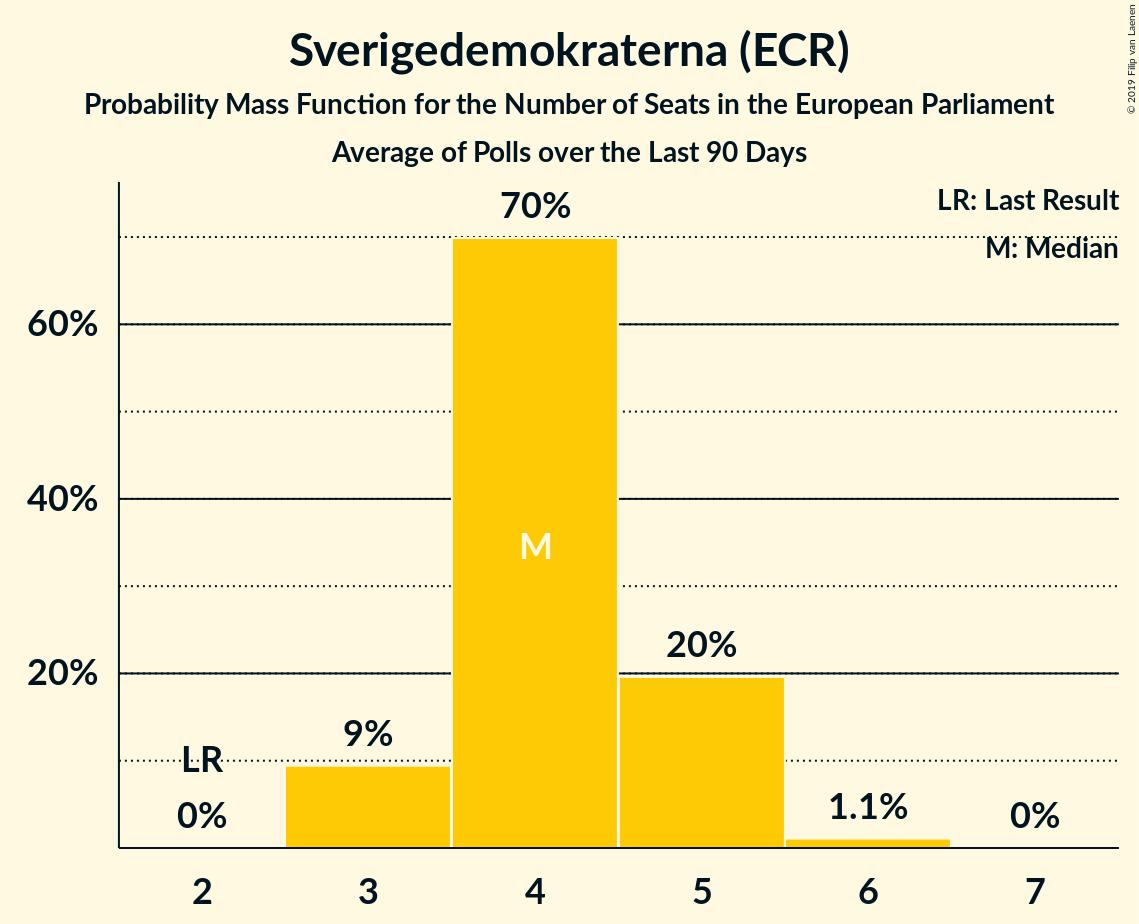 Sverigedemokraterna (ECR)
Probability Mass Function for the Number of Seats in the European Parliament
Average of Polls over the Last 90 Days
© 2019 Filip van Laenen
LR: Last Result
M: Median
70%
60%
40%
M
20%
20%
9%
LR
0%
1.1%
0%
2 3 4 5 6 7